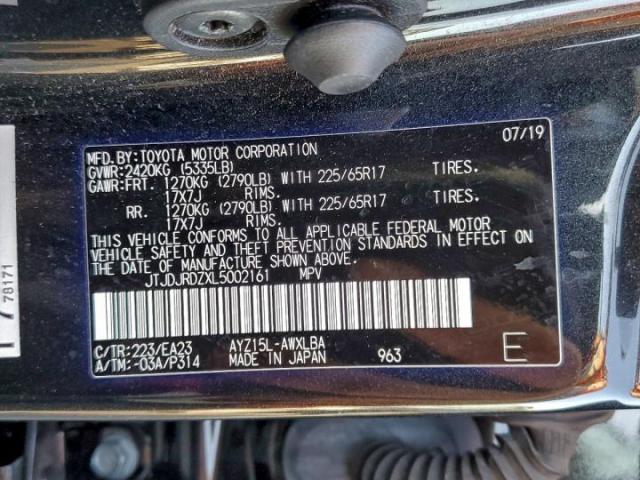 07/19
MFD.BY:TOYOTA MOTOR CORPORATION
GVWR:2420KG (5335LB)
GAWR:FRT. 1270KG (2790LB) WITH 225/65R17 TIRES.
17X7J RIMS.
RR. 1270KG (2790LB) WITH 225/65R17 TIRES.
17X7J RIMS.
THIS VEHICLE CONFORMS TO ALL APPLICABLE FEDERAL MOTOR
VEHICLE SAFETY AND THEFT PREVENTION STANDARDS IN EFFECT ON
THE DATE OF MANUFACTURE SHOWN ABOVE.
JTJDJRDZXL5002161 MPV
C/TR:223/EA23 AYZ15L-AWXLBA
A/TM:-03A/P314 MADE IN JAPAN 963 E
78171